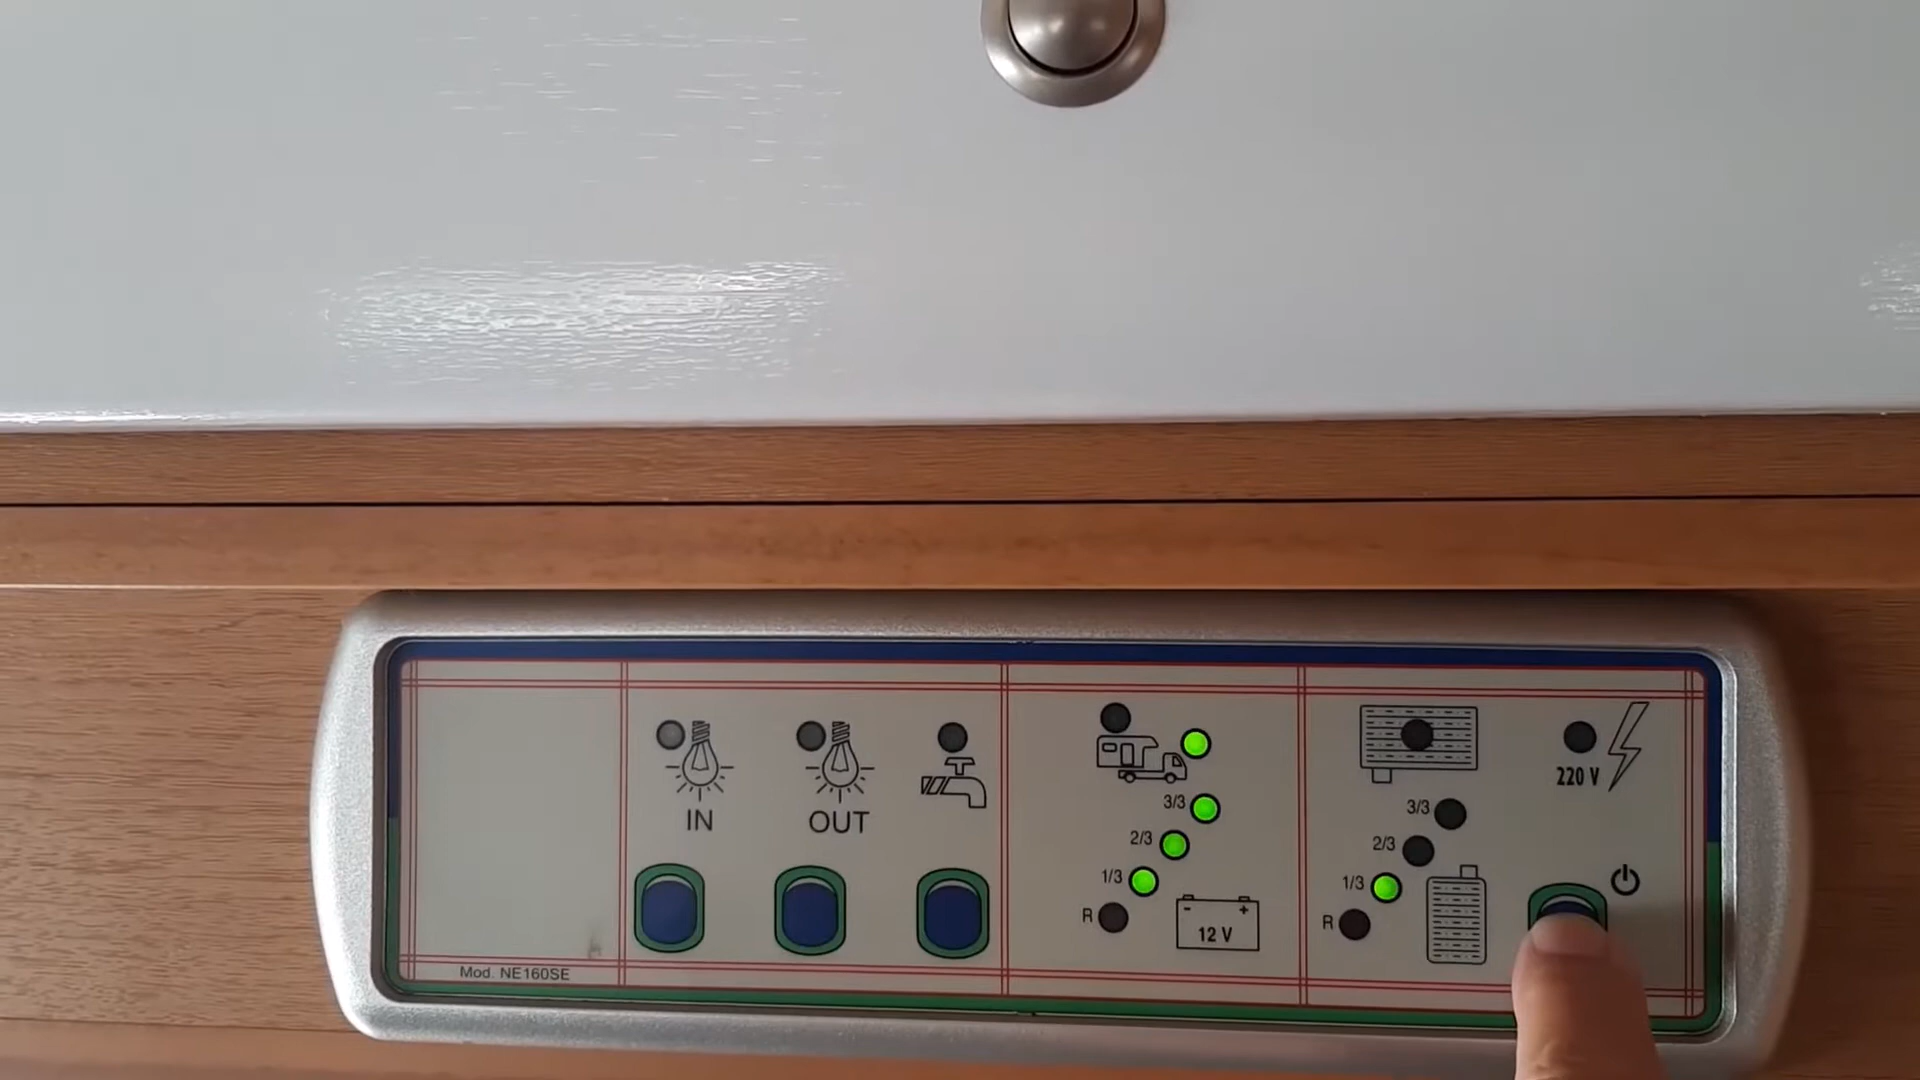 IN
OUT
Mod. NE160SE
3/3
2/3
1/3
R
- +
12 V
220 V
3/3
2/3
1/3
R